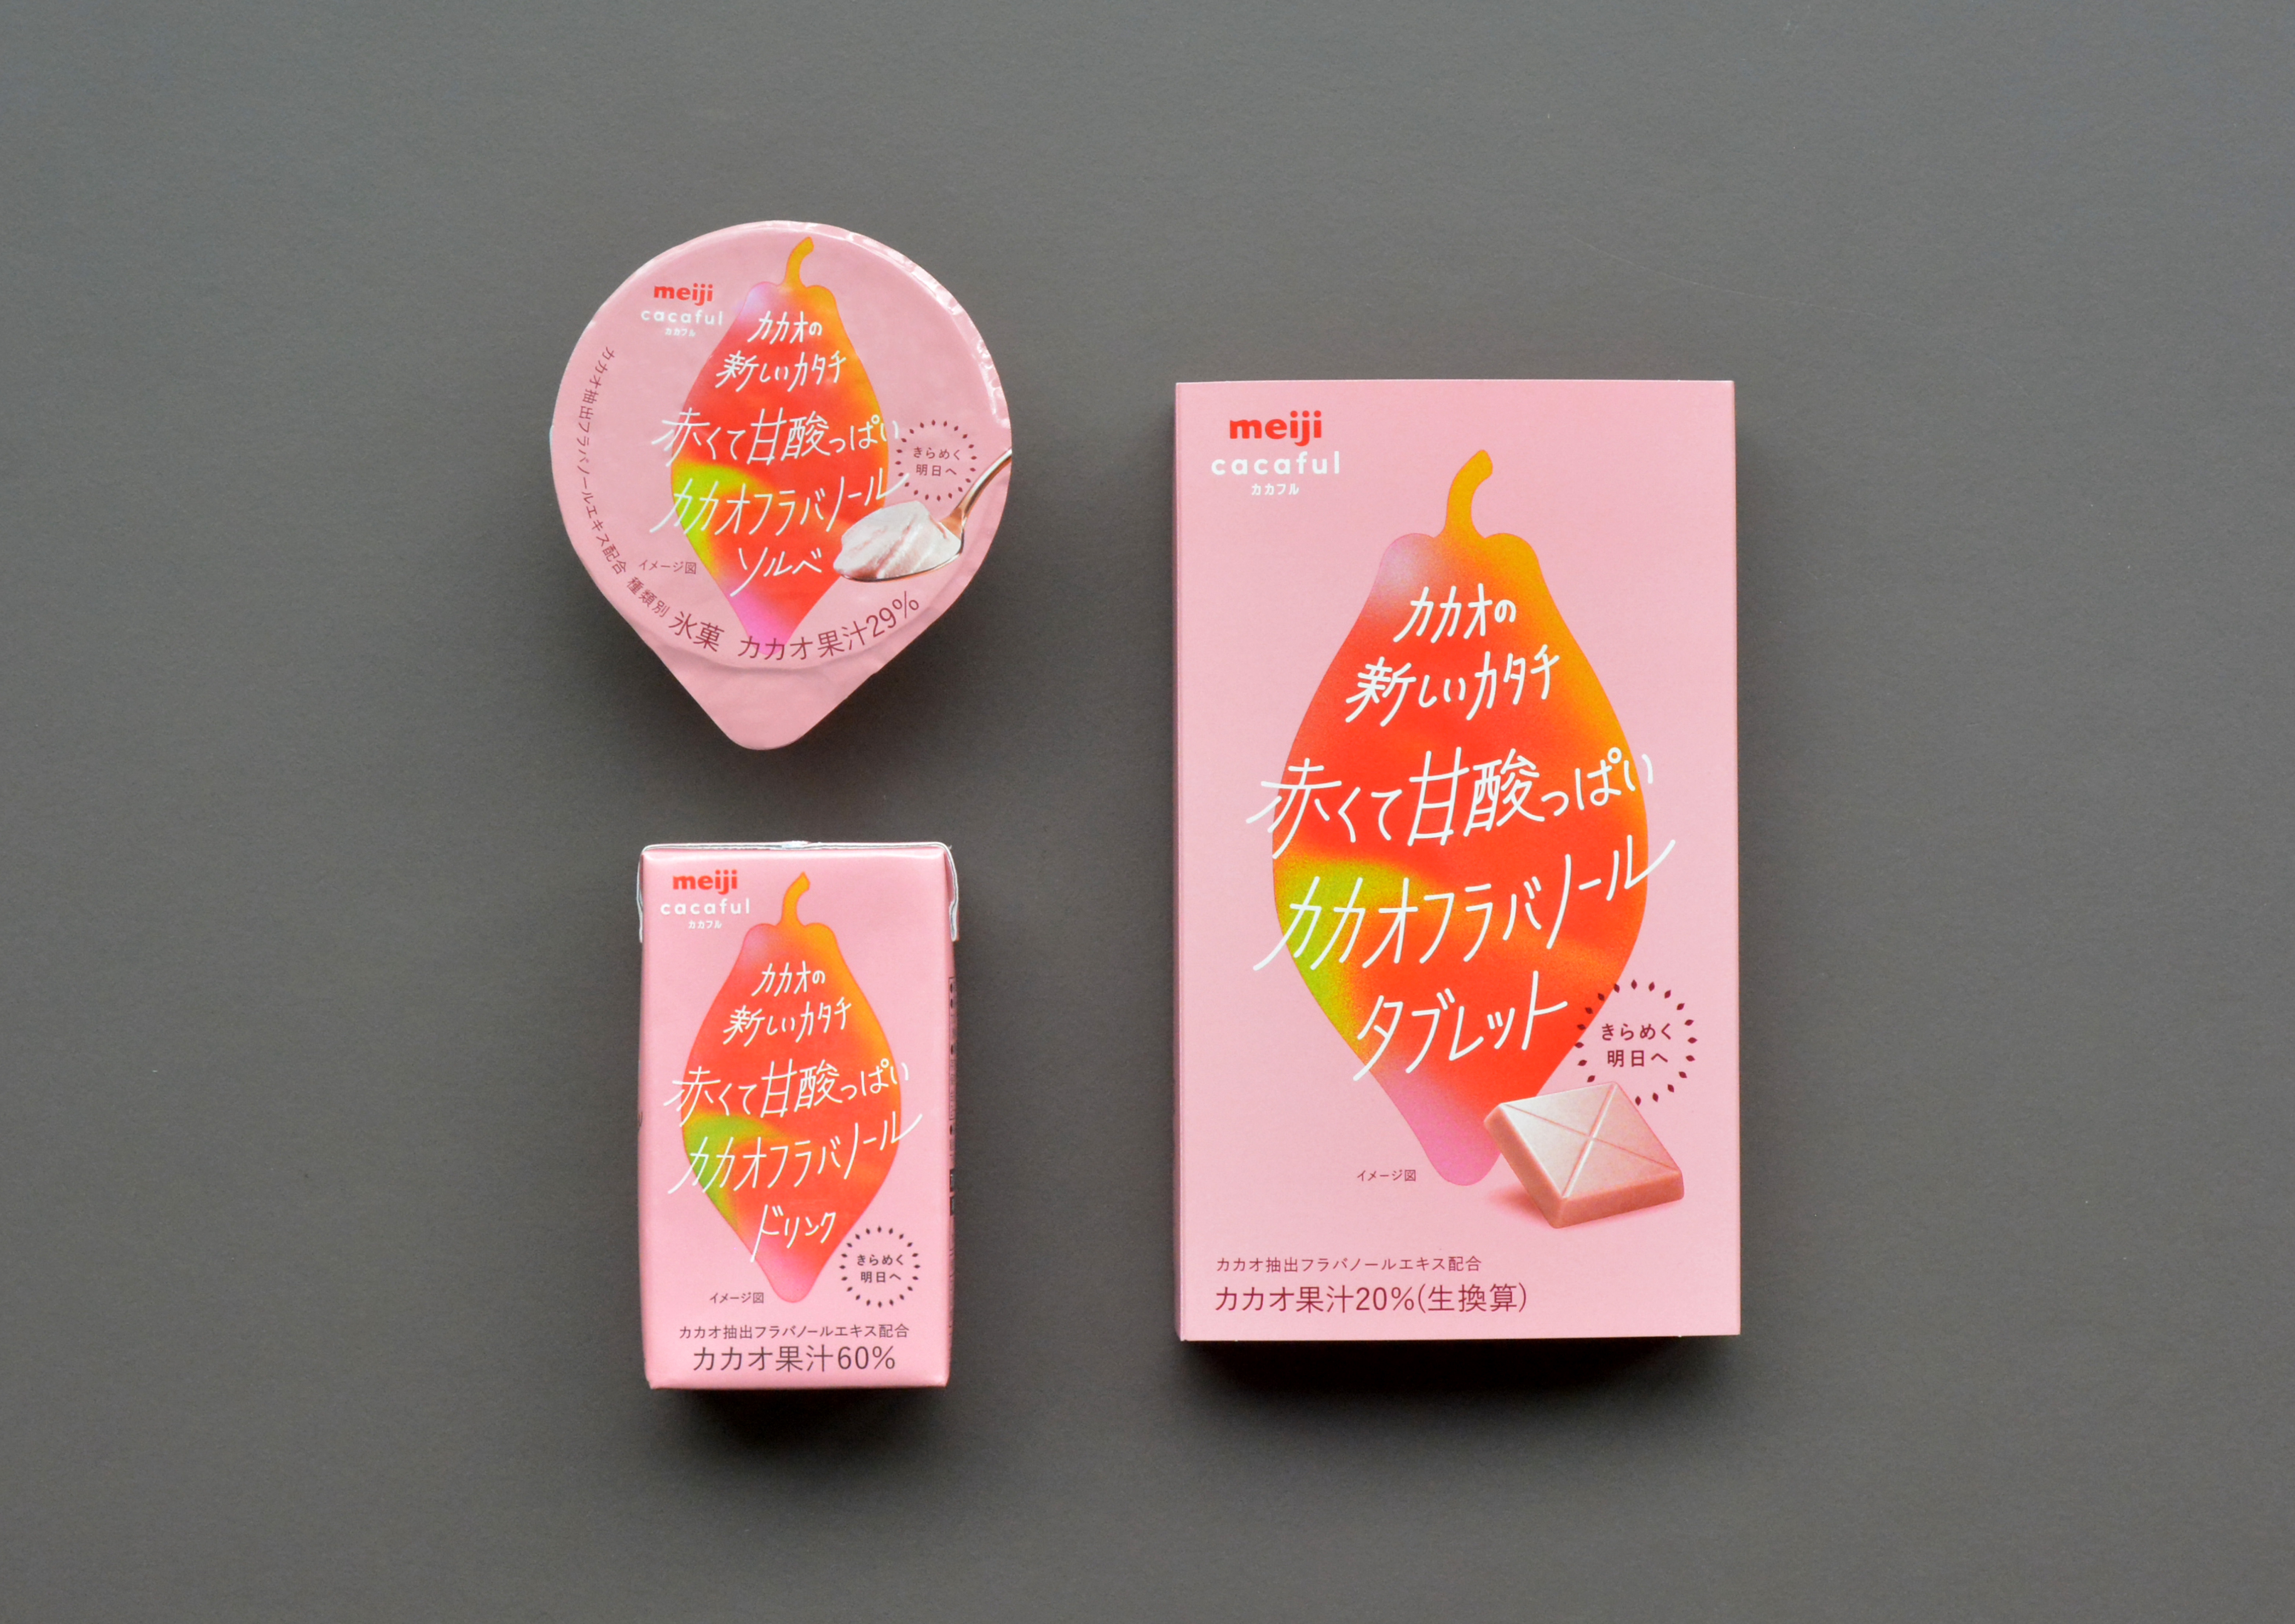 meiji
cacaful
カカフル
カカオの
新しいカタチ
赤くて甘酸っぱい
カカオフラバノール
ソルベ
きらめく
明日へ
イメージ図
カカオ抽出フラバノールエキス配合
種類別 氷菓 カカオ果汁29%
meiji
cacaful
カカフル
カカオの
新しいカタチ
赤くて甘酸っぱい
カカオフラバノール
ドリンク
きらめく
明日へ
イメージ図
カカオ抽出フラバノールエキス配合
カカオ果汁60%
meiji
cacaful
カカフル
カカオの
新しいカタチ
赤くて甘酸っぱい
カカオフラバノール
タブレット
きらめく
明日へ
イメージ図
カカオ抽出フラバノールエキス配合
カカオ果汁20%(生換算)